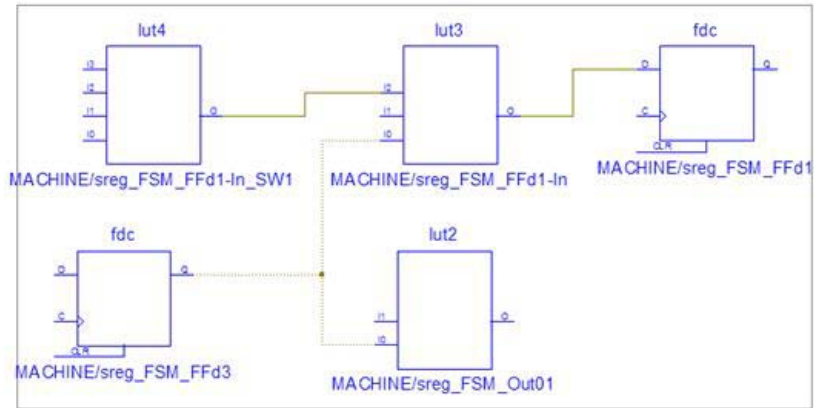 lut4
lut3
fdc
I3
I2
I1
I0
O
I2
I1
I0
O
D
C
CLR
Q
MACHINE/sreg_FSM_FFd1-In_SW1
MACHINE/sreg_FSM_FFd1-In
MACHINE/sreg_FSM_FFd1
fdc
lut2
D
C
CLR
Q
I1
I0
O
MACHINE/sreg_FSM_FFd3
MACHINE/sreg_FSM_Out01